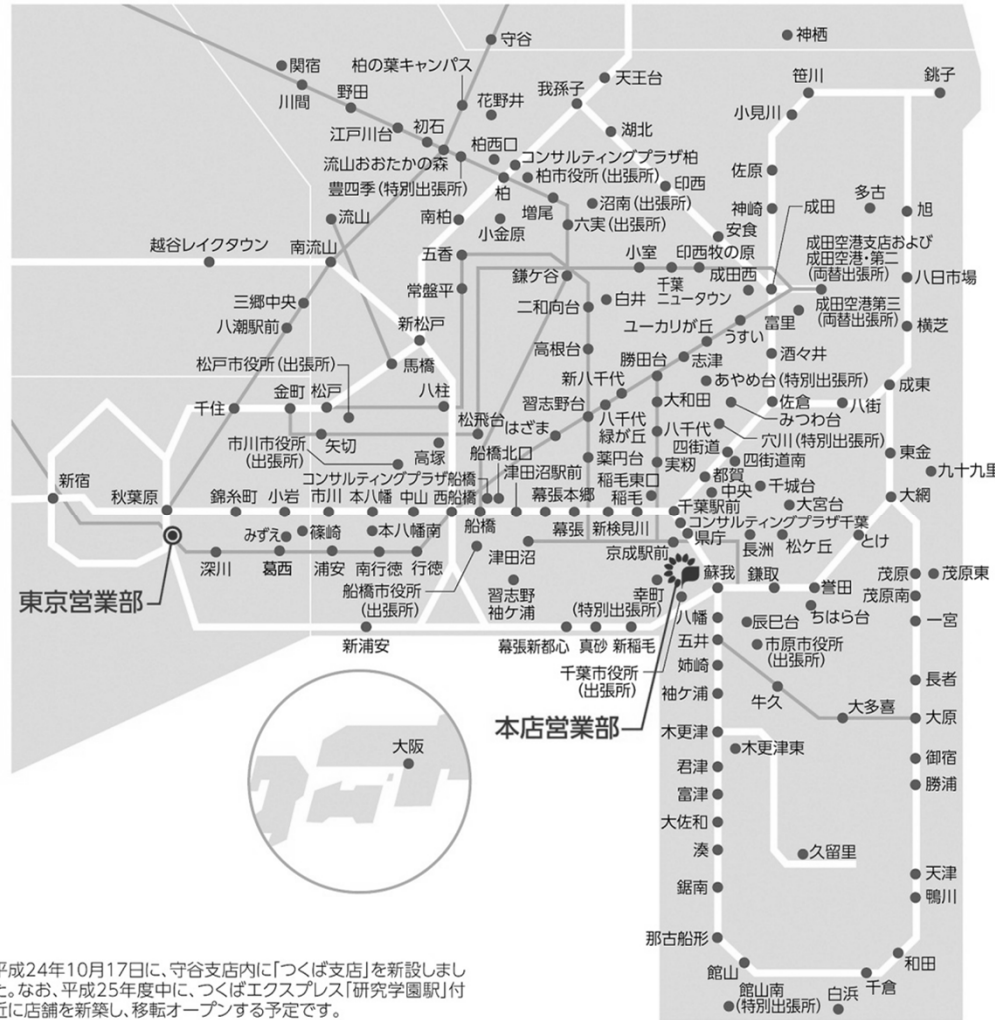 守谷
神栖
関宿
柏の葉キャンパス
川間
野田
花野井
我孫子
天王台
笹川
銚子
江戸川台
初石
小見川
湖北
柏西口
流山おおたかの森
コンサルティングプラザ柏
柏市役所(出張所)
豊四季(特別出張所)
柏
印西
佐原
多古
流山
南柏
小金原
増尾
沼南(出張所)
六実(出張所)
神崎
成田
旭
安食
越谷レイクタウン
南流山
五香
鎌ケ谷
小室
印西牧の原
成田空港支店および
成田空港・第二
(両替出張所)
千葉
ニュータウン
成田西
八日市場
三郷中央
常盤平
二和向台
白井
富里
成田空港第三
(両替出張所)
八潮駅前
新松戸
ユーカリが丘
うすい
横芝
高根台
勝田台
志津
酒々井
松戸市役所(出張所)
馬橋
新八千代
あやめ台(特別出張所)
成東
金町
松戸
八柱
習志野台
大和田
佐倉
八街
千住
みつわ台
矢切
松飛台
はざま
八千代
緑が丘
八千代
穴川(特別出張所)
市川市役所
(出張所)
高塚
船橋北口
四街道
四街道南
東金
薬円台
実籾
コンサルティングプラザ船橋
津田沼駅前
稲毛東口
都賀
九十九里
新宿
秋葉原
錦糸町
小岩
市川
本八幡
中山
西船橋
幕張本郷
稲毛
中央
千城台
大網
船橋
幕張
新検見川
千葉駅前
大宮台
コンサルティングプラザ千葉
みずえ
篠崎
本八幡南
県庁
長洲
松ケ丘
とけ
深川
葛西
浦安
南行徳
行徳
津田沼
京成駅前
東京営業部
船橋市役所
(出張所)
習志野
袖ケ浦
幸町
(特別出張所)
蘇我
鎌取
誉田
茂原
茂原東
茂原南
ちはら台
八幡
辰巳台
一宮
新浦安
幕張新都心
真砂
新稲毛
五井
市原市役所
(出張所)
千葉市役所
(出張所)
姉崎
長者
袖ケ浦
牛久
大多喜
大原
本店営業部
木更津
木更津東
大阪
御宿
君津
勝浦
富津
大佐和
湊
久留里
天津
鋸南
鴨川
那古船形
館山
和田
千倉
館山南
(特別出張所)
白浜
平成24年10月17日に、守谷支店内に「つくば支店」を新設しまし
た。なお、平成25年度中に、つくばエクスプレス「研究学園駅」付
近に店舗を新築し、移転オープンする予定です。